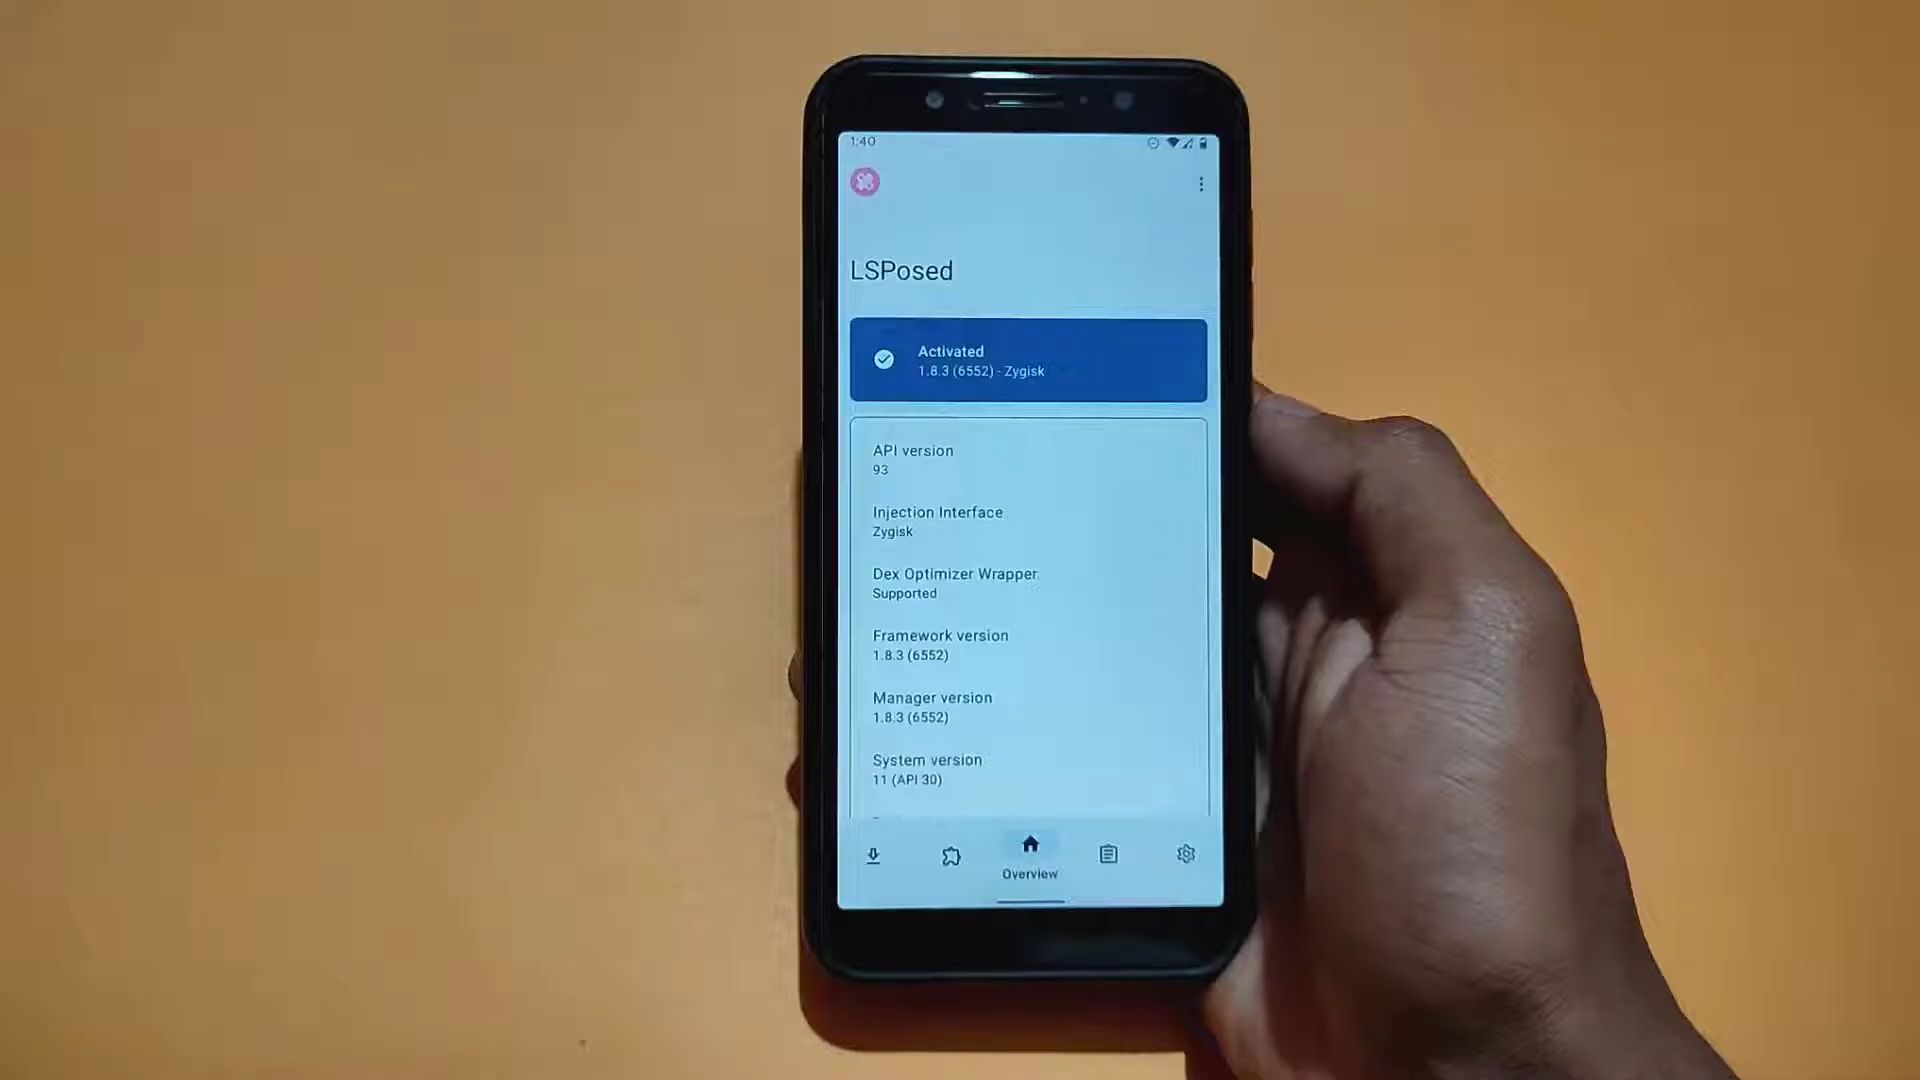 1:40
LSPosed
Activated
1.8.3 (6552) - Zygisk
API version
93
Injection Interface
Zygisk
Dex Optimizer Wrapper
Supported
Framework version
1.8.3 (6552)
Manager version
1.8.3 (6552)
System version
11 (API 30)
Overview